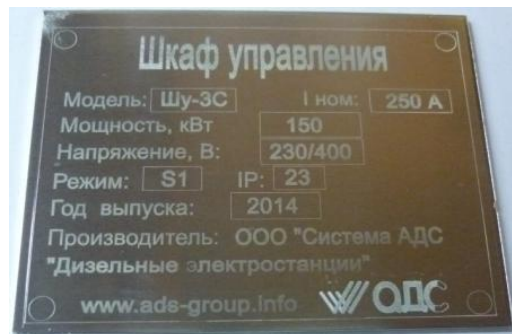 Шкаф управления
Модель: Шу-3С I ном: 250 А
Мощность, кВт 150
Напряжение, В: 230/400
Режим: S1 IP: 23
Год выпуска: 2014
Производитель: ООО "Система АДС
"Дизельные электростанции"
www.ads-group.info АДС